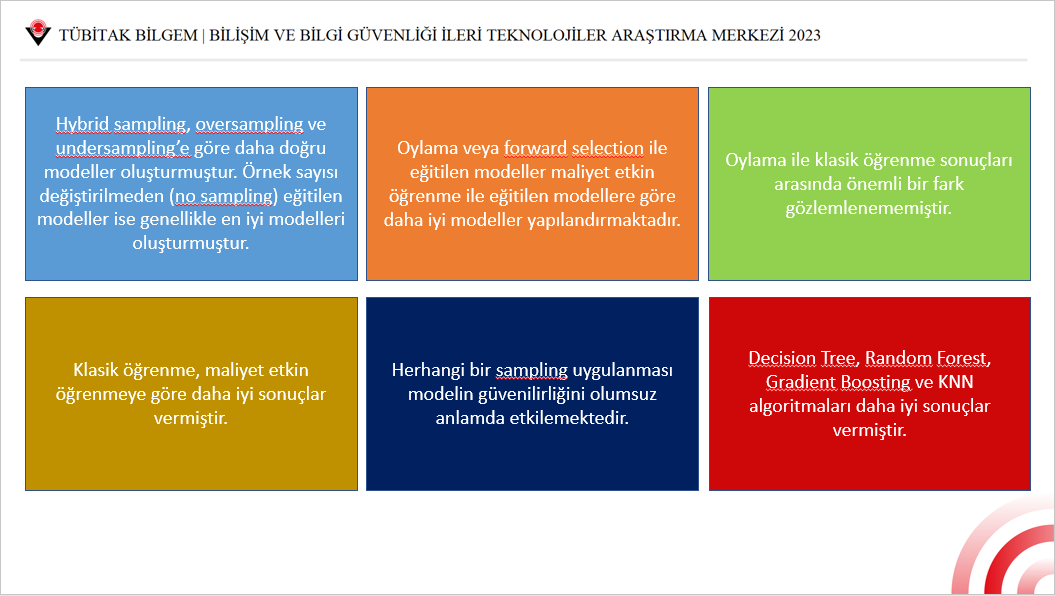 TÜBİTAK BİLGEM | BİLİŞİM VE BİLGİ GÜVENLİĞİ İLERİ TEKNOLOJİLER ARAŞTIRMA MERKEZİ 2023
Hybrid sampling, oversampling ve
undersampling’e göre daha doğru
modeller oluşturmuştur. Örnek sayısı
değiştirilmeden (no sampling) eğitilen
modeller ise genellikle en iyi modelleri
oluşturmuştur.
Oylama veya forward selection ile
eğitilen modeller maliyet etkin
öğrenme ile eğitilen modellere göre
daha iyi modeller yapılandırmaktadır.
Oylama ile klasik öğrenme sonuçları
arasında önemli bir fark
gözlemlenememiştir.
Klasik öğrenme, maliyet etkin
öğrenmeye göre daha iyi sonuçlar
vermiştir.
Herhangi bir sampling uygulanması
modelin güvenilirliğini olumsuz
anlamda etkilemektedir.
Decision Tree, Random Forest,
Gradient Boosting ve KNN
algoritmaları daha iyi sonuçlar
vermiştir.